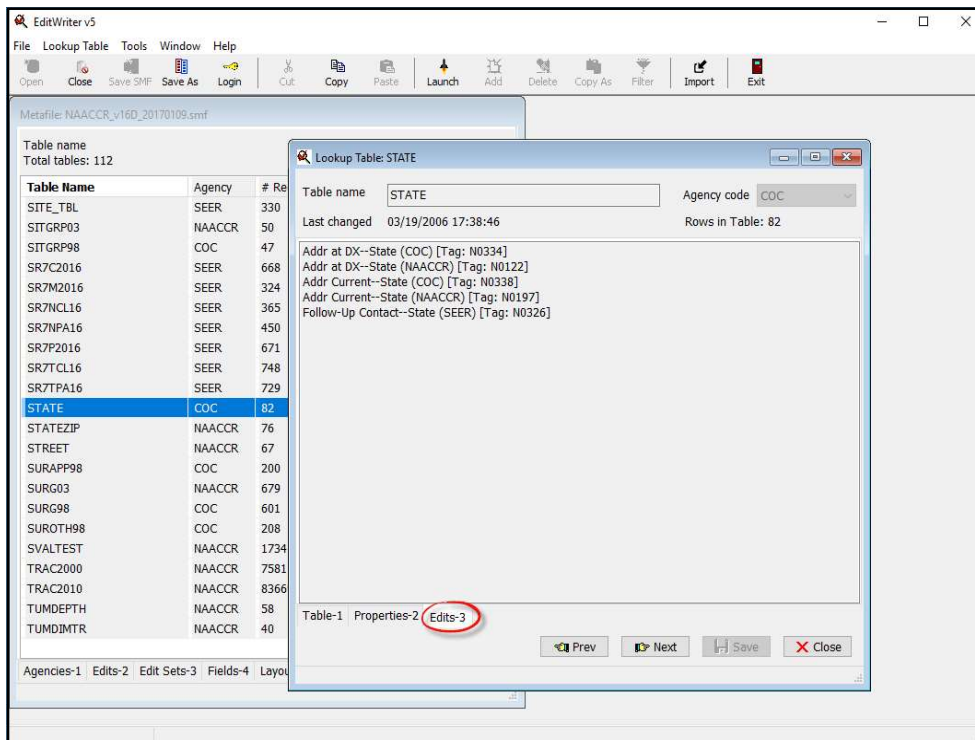 EditWriter v5
File Lookup Table Tools Window Help
Open Close Save SMF Save As Login Cut Copy Paste Launch Add Delete Copy As Filter Import Exit
Metafile: NAACCR_v16D_20170109.smf
Table name
Total tables: 112
Table Name Agency # Re
SITE_TBL SEER 330
SITGRP03 NAACCR 50
SITGRP98 COC 47
SR7C2016 SEER 668
SR7M2016 SEER 324
SR7NCL16 SEER 365
SR7NPA16 SEER 450
SR7P2016 SEER 671
SR7TCL16 SEER 748
SR7TPA16 SEER 729
STATE COC 82
STATEZIP NAACCR 76
STREET NAACCR 67
SURAPP98 COC 200
SURG03 NAACCR 679
SURG98 COC 601
SUROTH98 COC 208
SVALTEST NAACCR 1734
TRAC2000 NAACCR 7581
TRAC2010 NAACCR 8366
TUMDEPTH NAACCR 58
TUMDIMTR NAACCR 40
Agencies-1 Edits-2 Edit Sets-3 Fields-4 Layou
Lookup Table: STATE
Table name STATE Agency code COC
Last changed 03/19/2006 17:38:46 Rows in Table: 82
Addr at DX--State (COC) [Tag: N0334]
Addr at DX--State (NAACCR) [Tag: N0122]
Addr Current--State (COC) [Tag: N0338]
Addr Current--State (NAACCR) [Tag: N0197]
Follow-Up Contact--State (SEER) [Tag: N0326]
Table-1 Properties-2 Edits-3
Prev Next Save Close